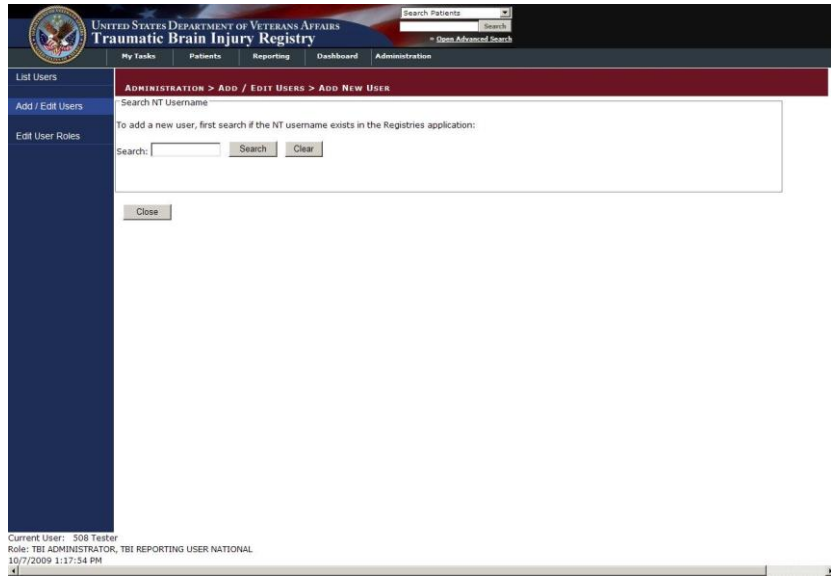 Search Patients
UNITED STATES DEPARTMENT OF VETERANS AFFAIRS
Search
Traumatic Brain Injury Registry
» Open Advanced Search
My Tasks Patients Reporting Dashboard Administration
List Users
ADMINISTRATION > ADD / EDIT USERS > ADD NEW USER
Add / Edit Users
Search NT Username
To add a new user, first search if the NT username exists in the Registries application:
Edit User Roles
Search: Search Clear
Close
Current User: 508 Tester
Role: TBI ADMINISTRATOR, TBI REPORTING USER NATIONAL
10/7/2009 1:17:54 PM